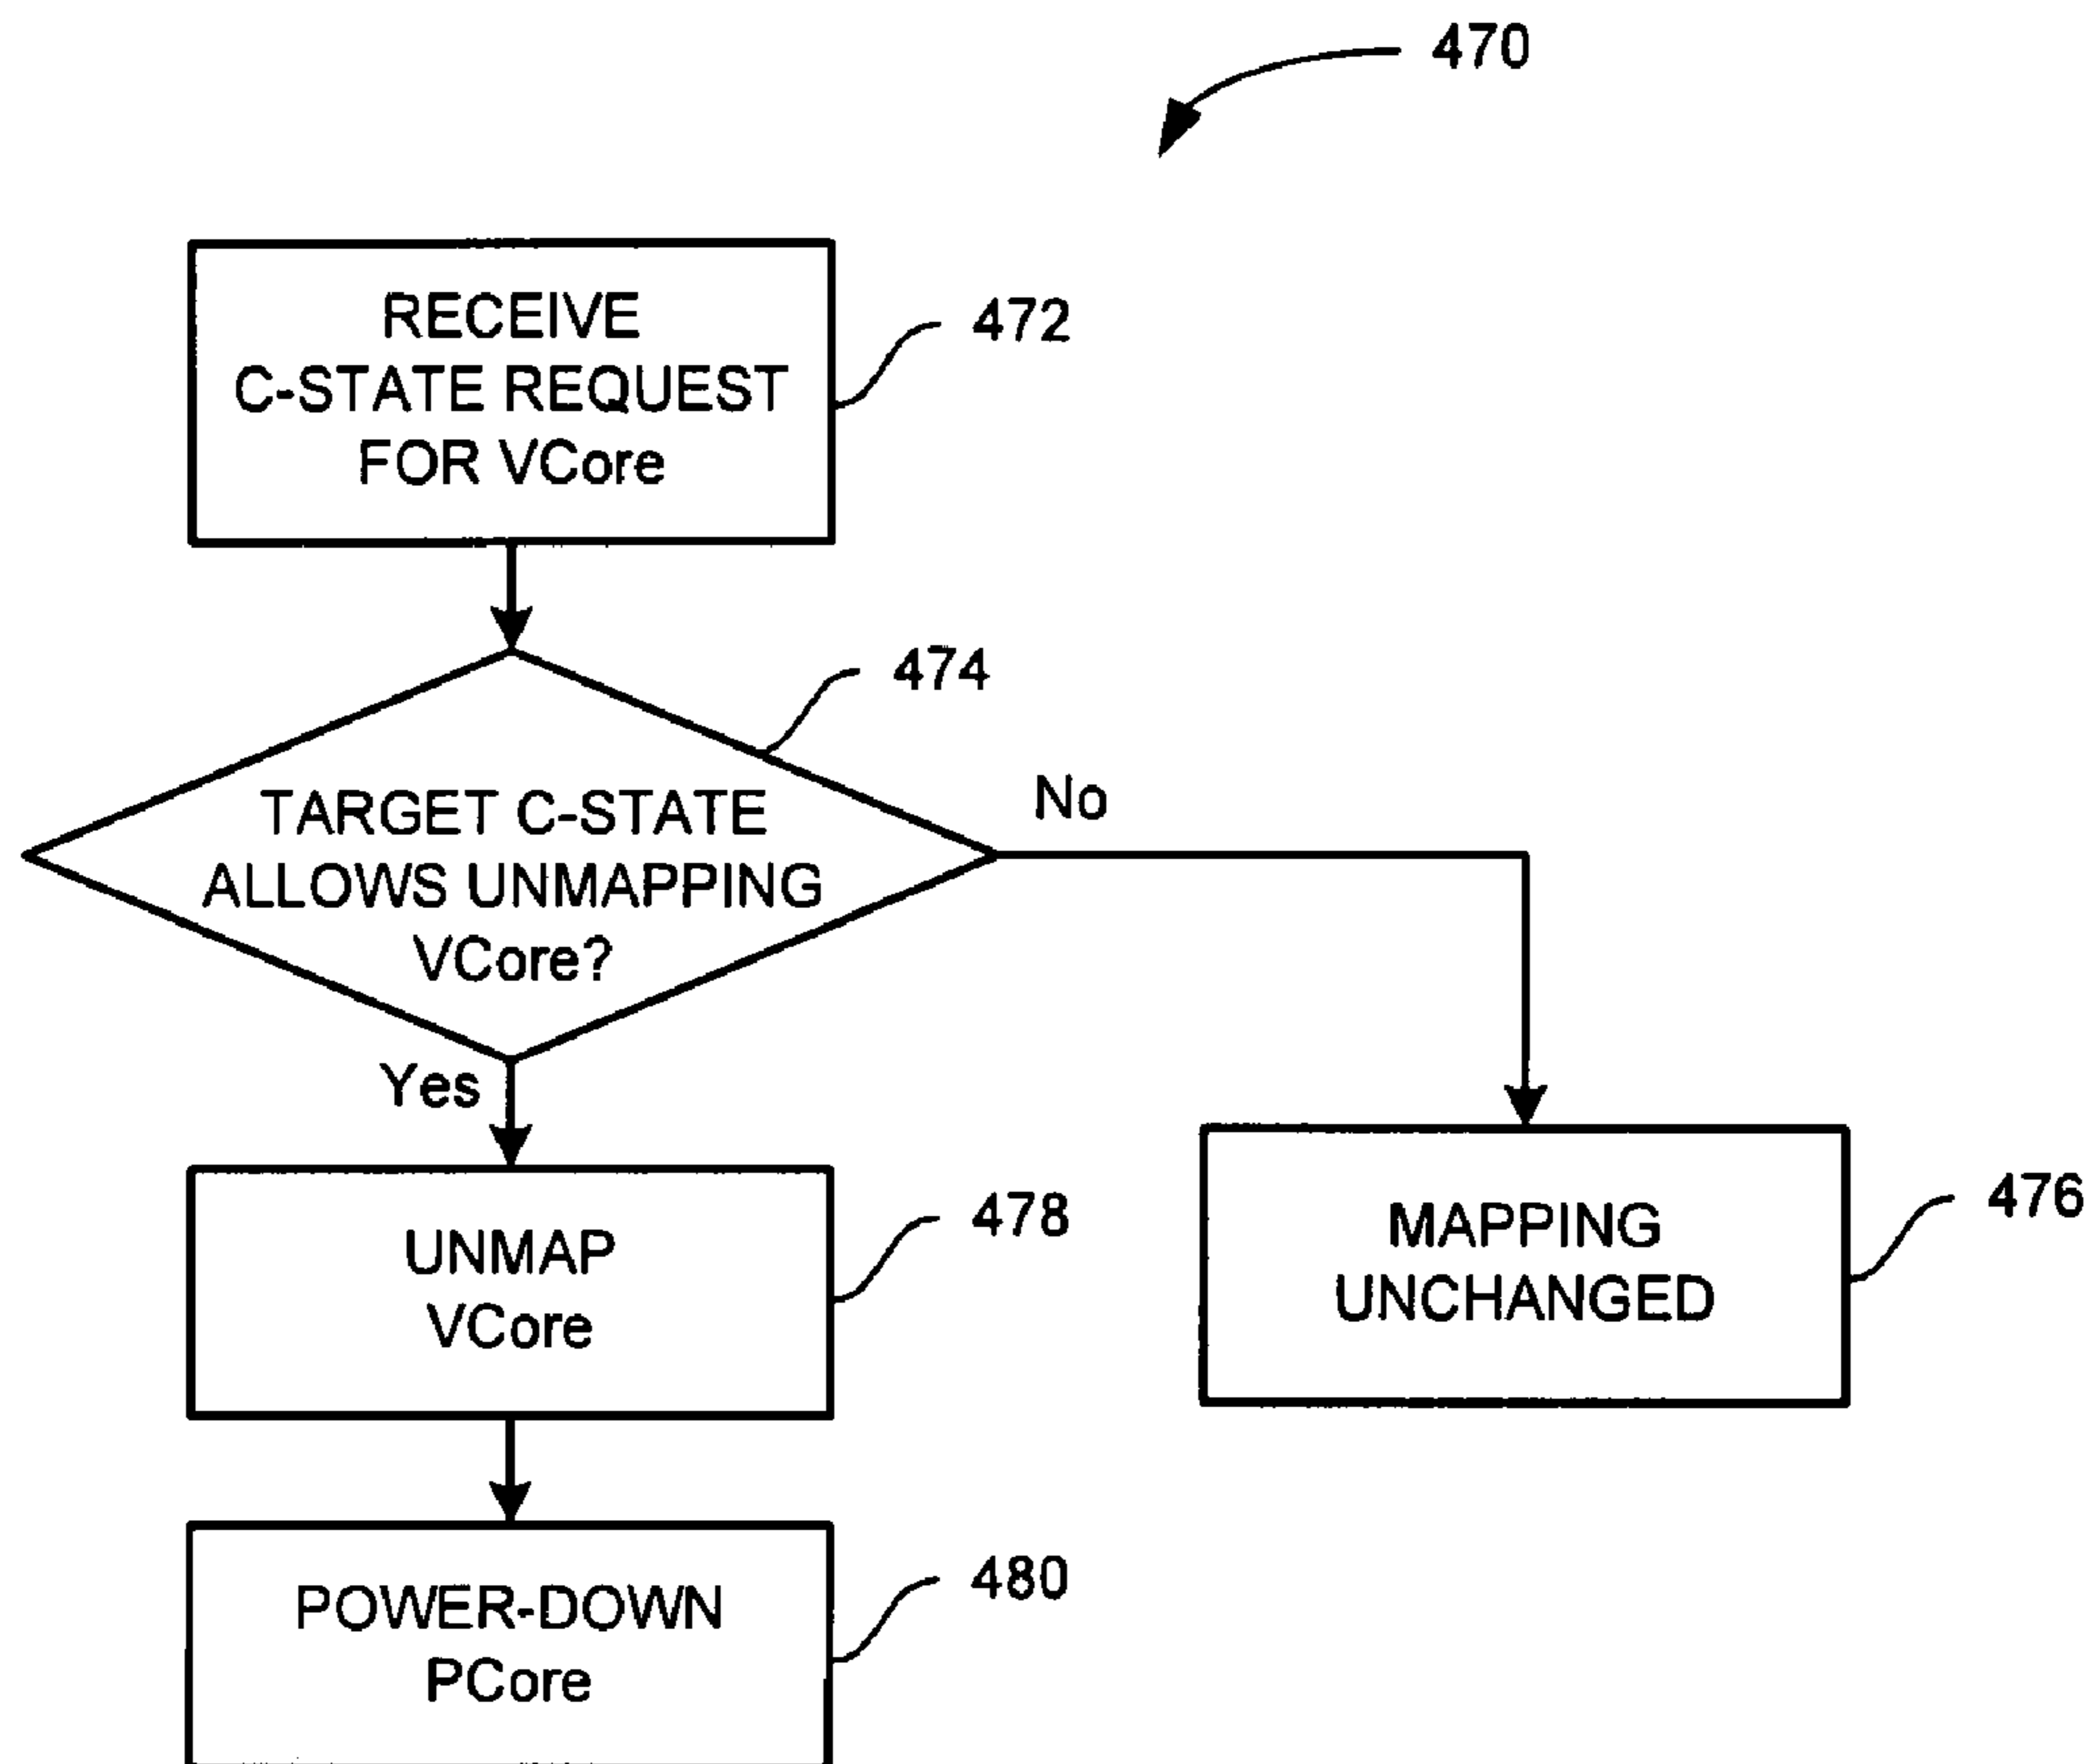 470
RECEIVE
C-STATE REQUEST
FOR VCore
472
474
TARGET C-STATE
ALLOWS UNMAPPING
VCore?
No
Yes
UNMAP
VCore
478
MAPPING
UNCHANGED
476
POWER-DOWN
PCore
480